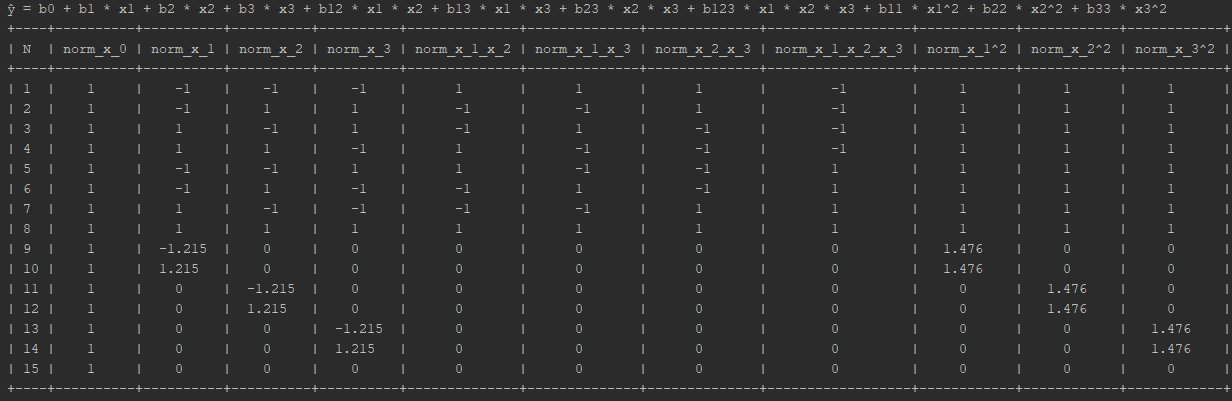 ŷ = b0 + b1 * x1 + b2 * x2 + b3 * x3 + b12 * x1 * x2 + b13 * x1 * x3 + b23 * x2 * x3 + b123 * x1 * x2 * x3 + b11 * x1^2 + b22 * x2^2 + b33 * x3^2
+----+----------+----------+----------+----------+--------------+--------------+--------------+------------------+------------+------------+------------+
| N | norm_x_0 | norm_x_1 | norm_x_2 | norm_x_3 | norm_x_1_x_2 | norm_x_1_x_3 | norm_x_2_x_3 | norm_x_1_x_2_x_3 | norm_x_1^2 | norm_x_2^2 | norm_x_3^2 |
+----+----------+----------+----------+----------+--------------+--------------+--------------+------------------+------------+------------+------------+
| 1 | 1 | -1 | -1 | -1 | 1 | 1 | 1 | -1 | 1 | 1 | 1 |
| 2 | 1 | -1 | 1 | 1 | -1 | -1 | 1 | -1 | 1 | 1 | 1 |
| 3 | 1 | 1 | -1 | 1 | -1 | 1 | -1 | -1 | 1 | 1 | 1 |
| 4 | 1 | 1 | 1 | -1 | 1 | -1 | -1 | -1 | 1 | 1 | 1 |
| 5 | 1 | -1 | -1 | 1 | 1 | -1 | -1 | 1 | 1 | 1 | 1 |
| 6 | 1 | -1 | 1 | -1 | -1 | 1 | -1 | 1 | 1 | 1 | 1 |
| 7 | 1 | 1 | -1 | -1 | -1 | -1 | 1 | 1 | 1 | 1 | 1 |
| 8 | 1 | 1 | 1 | 1 | 1 | 1 | 1 | 1 | 1 | 1 | 1 |
| 9 | 1 | -1.215 | 0 | 0 | 0 | 0 | 0 | 0 | 1.476 | 0 | 0 |
| 10 | 1 | 1.215 | 0 | 0 | 0 | 0 | 0 | 0 | 1.476 | 0 | 0 |
| 11 | 1 | 0 | -1.215 | 0 | 0 | 0 | 0 | 0 | 0 | 1.476 | 0 |
| 12 | 1 | 0 | 1.215 | 0 | 0 | 0 | 0 | 0 | 0 | 1.476 | 0 |
| 13 | 1 | 0 | 0 | -1.215 | 0 | 0 | 0 | 0 | 0 | 0 | 1.476 |
| 14 | 1 | 0 | 0 | 1.215 | 0 | 0 | 0 | 0 | 0 | 0 | 1.476 |
| 15 | 1 | 0 | 0 | 0 | 0 | 0 | 0 | 0 | 0 | 0 | 0 |
+----+----------+----------+----------+----------+--------------+--------------+--------------+------------------+------------+------------+------------+